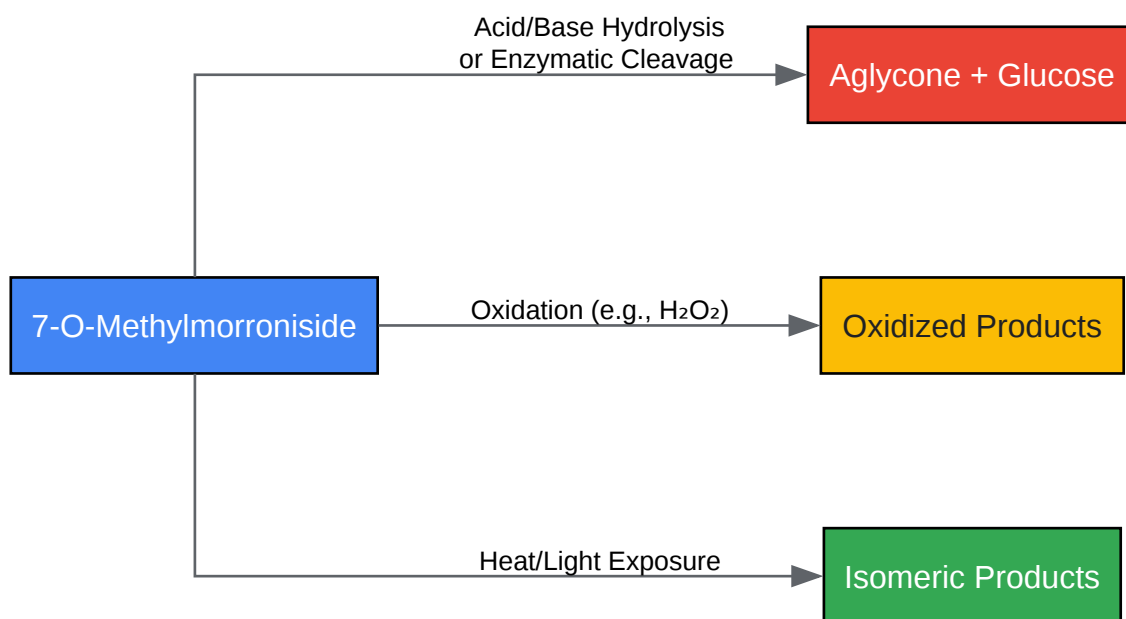 Acid/Base Hydrolysis
or Enzymatic Cleavage
Aglycone + Glucose
7-O-Methylmorroniside
Oxidation (e.g., H₂O₂)
Oxidized Products
Heat/Light Exposure
Isomeric Products